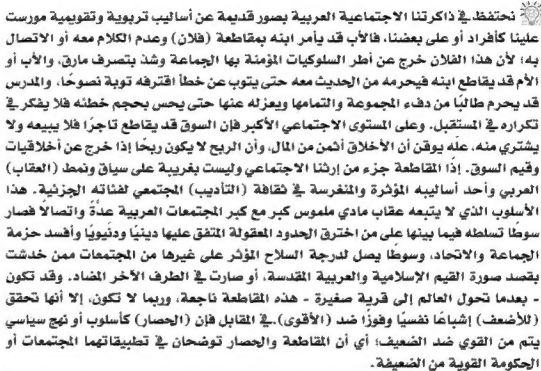 نحتفظ في ذاكرتنا الاجتماعية العربية بصور قديمة عن أساليب تربوية وتقويمية مورست
علينا كأفراد أو على بعضنا، فالأب قد يأمر ابنه بمقاطعة (فلان) وعدم الكلام معه أو الاتصال
به؛ لأن هذا الفلان خرج عن أطر السلوكيات المؤمنة بها الجماعة وشذ بتصرف مارق، والأب أو
الأم قد يقاطع ابنه فيحرمه من الحديث معه حتى يتوب عن خطأ اقترفه توبة نصوحًا، والمدرس
قد يحرم طالبًا من دفء المجموعة والتمامها ويعزله عنها حتى يحس بحجم خطئه فلا يفكر في
تكراره في المستقبل. وعلى المستوى الاجتماعي الأكبر فإن السوق قد يقاطع تاجرًا فلا يبيعه ولا
يشتري منه، علّه يوقن أن الأخلاق أثمن من المال، وأن الربح لا يكون ربحًا إذا خرج عن أخلاقيات
وقيم السوق. إذًا المقاطعة جزء من إرثنا الاجتماعي وليست بغريبة على سياق ونمط (العقاب)
العربي وأحد أساليبه المؤثرة والمنغرسة في ثقافة (التأديب) المجتمعي لفئاته الجزئية. هذا
الأسلوب الذي لا يتبعه عقاب مادي ملموس كبر مع كبر المجتمعات العربية عدةً واتصالًا فصار
سوطًا تسلطه فيما بينها على من اخترق الحدود المعقولة المتفق عليها دينيًا ودنيويًا وأفسد حزمة
الجماعة والاتحاد، وسوطًا يصل لدرجة السلاح المؤثر على غيرها من المجتمعات ممن خدشت
بقصد صورة القيم الإسلامية والعربية المقدسة، أو صارت في الطرف الآخر المضاد. وقد تكون
- بعدما تحول العالم إلى قرية صغيرة - هذه المقاطعة ناجعة، وربما لا تكون، إلا أنها تحقق
(للأضعف) إشباعًا نفسيًا وفوزًا ضد (الأقوى). في المقابل فإن (الحصار) كأسلوب أو نهج سياسي
يتم من القوي ضد الضعيف؛ أي أن المقاطعة والحصار توضحان في تطبيقاتهما المجتمعات أو
الحكومة القوية من الضعيفة.